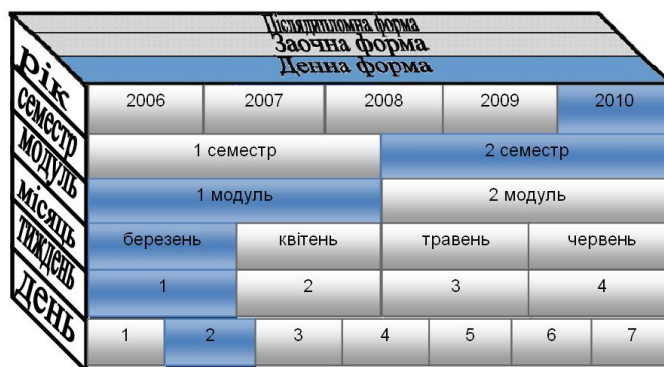 Післядипломна форма
Заочна форма
Денна форма
рік
2006 2007 2008 2009 2010
семестр
1 семестр 2 семестр
модуль
1 модуль 2 модуль
місяць
березень квітень травень червень
тиждень
1 2 3 4
день
1 2 3 4 5 6 7